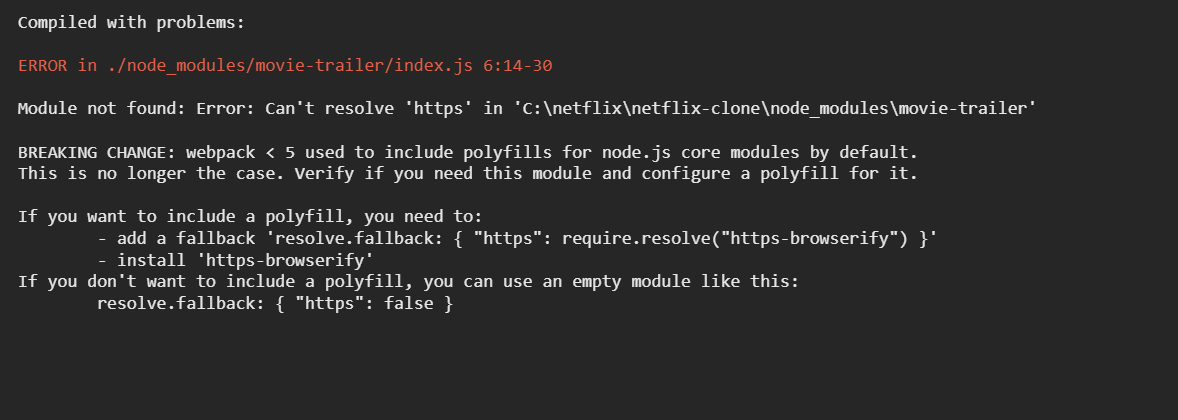 Compiled with problems:
ERROR in ./node_modules/movie-trailer/index.js 6:14-30
Module not found: Error: Can't resolve 'https' in 'C:\netflix\netflix-clone\node_modules\movie-trailer'
BREAKING CHANGE: webpack < 5 used to include polyfills for node.js core modules by default.
This is no longer the case. Verify if you need this module and configure a polyfill for it.
If you want to include a polyfill, you need to:
- add a fallback 'resolve.fallback: { "https": require.resolve("https-browserify") }'
- install 'https-browserify'
If you don't want to include a polyfill, you can use an empty module like this:
resolve.fallback: { "https": false }